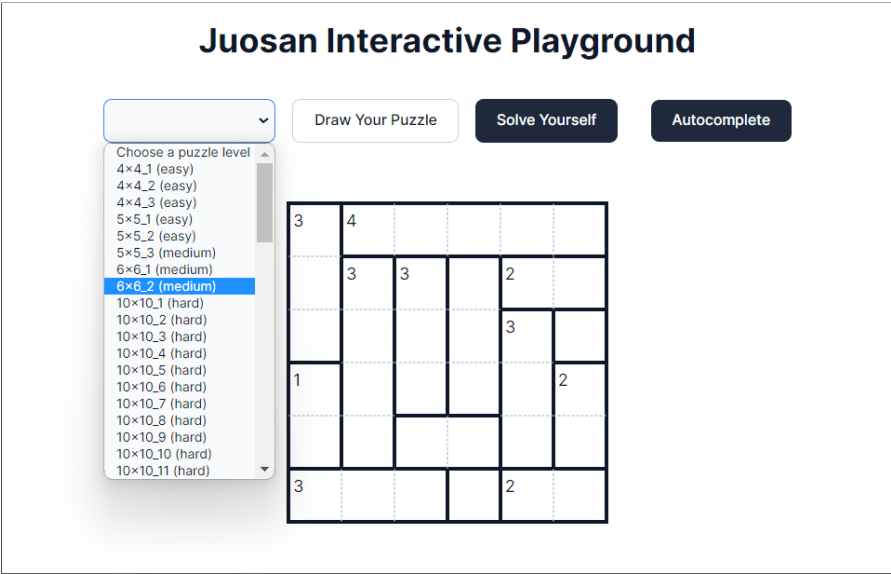 Juosan Interactive Playground
Draw Your Puzzle
Solve Yourself
Autocomplete
Choose a puzzle level
4×4_1 (easy)
4×4_2 (easy)
4×4_3 (easy)
5×5_1 (easy)
5×5_2 (easy)
5×5_3 (medium)
6×6_1 (medium)
6×6_2 (medium)
10×10_1 (hard)
10×10_2 (hard)
10×10_3 (hard)
10×10_4 (hard)
10×10_5 (hard)
10×10_6 (hard)
10×10_7 (hard)
10×10_8 (hard)
10×10_9 (hard)
10×10_10 (hard)
10×10_11 (hard)
3 4
3 3 2
3
1 2
3 2